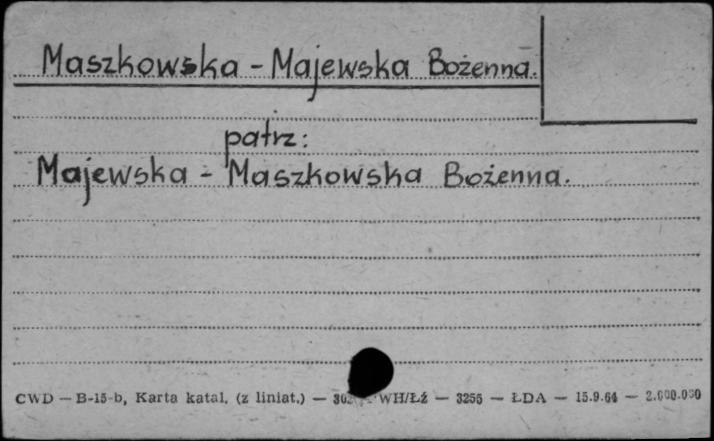 Maszkowska - Majewska Bożenna.
patrz:
Majewska - Maszkowska Bożenna.
CWD — B-15-b, Karta katal. (z liniat.) — WH/Łź — 3255 — ŁDA — 15.9.64 — 2.000.000